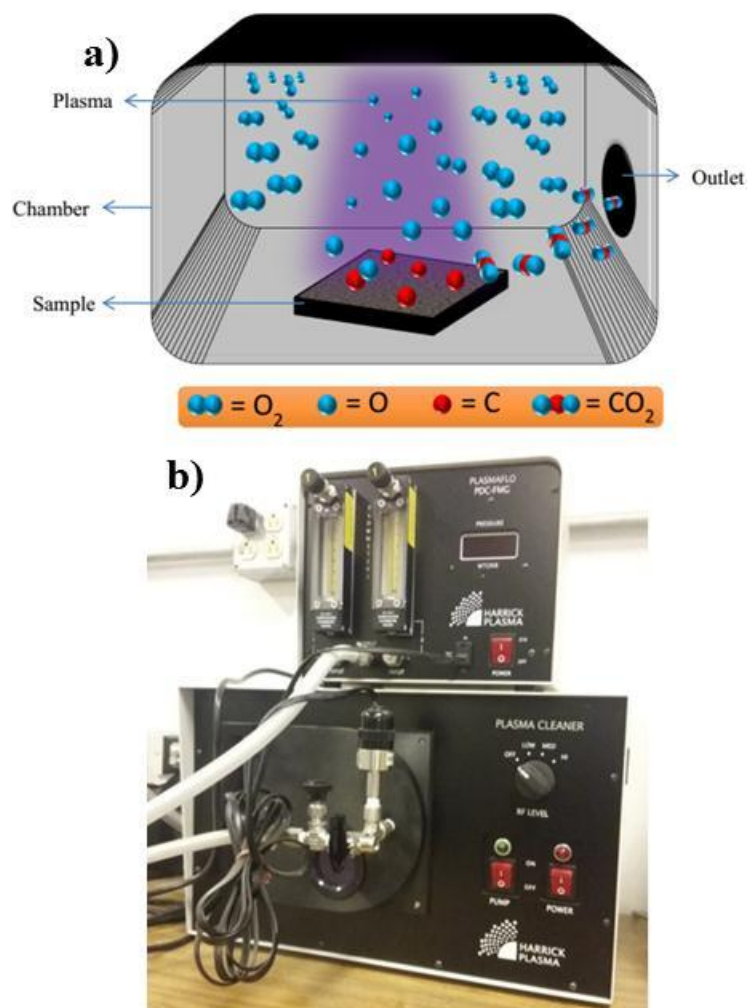 a)
Plasma
Chamber
Outlet
Sample
= O2 = O = C = CO2
b)
PLASMAFLO
PDC-FMG
PRESSURE
MTORR
HARRICK
PLASMA
POWER
PLASMA CLEANER
OFF LOW MED HI
RF LEVEL
ON
OFF
PUMP POWER
HARRICK
PLASMA